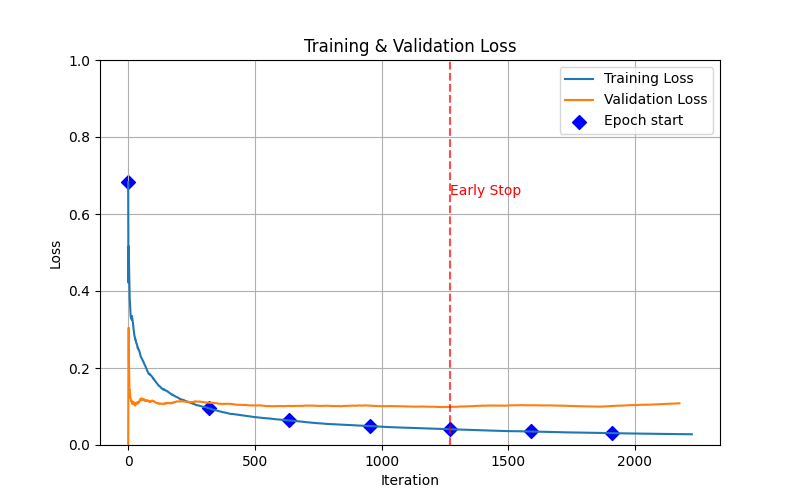 Training & Validation Loss
Training Loss
Validation Loss
Epoch start
Early Stop
Loss
1.0
0.8
0.6
0.4
0.2
0.0
0
500
1000
1500
2000
Iteration